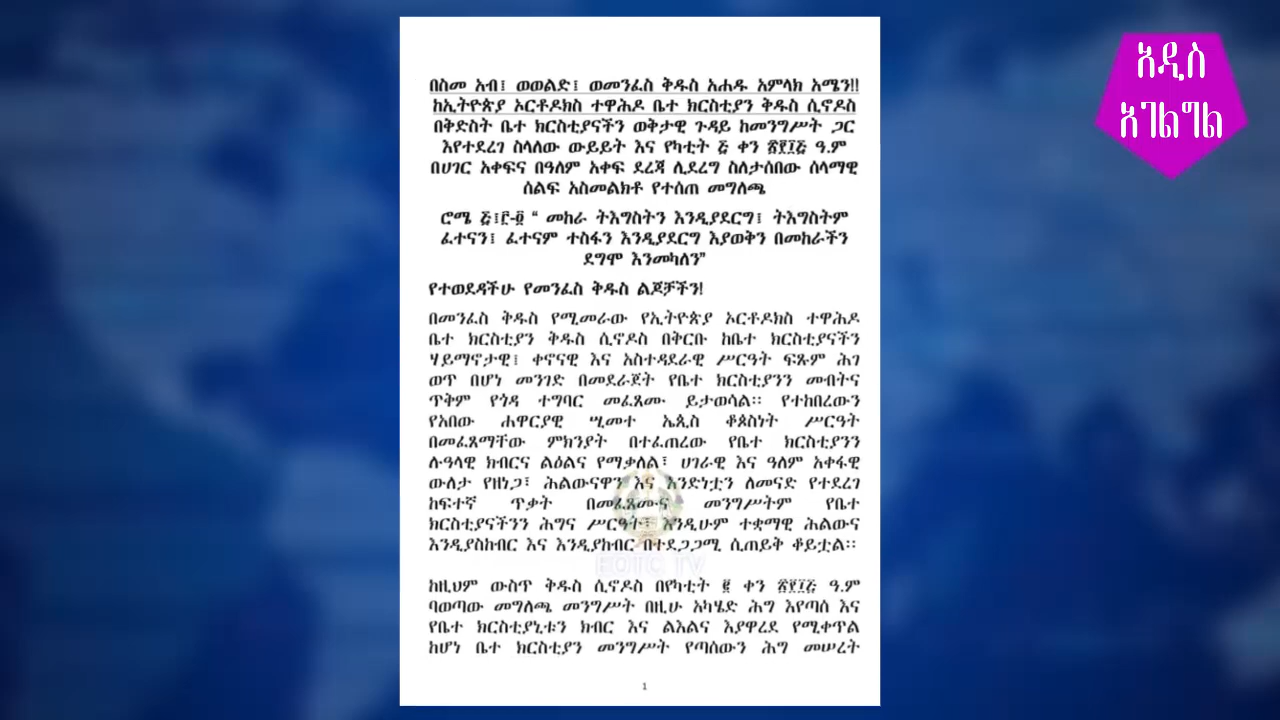 በስመ አብ፤ ወወልድ፤ ወመንፈስ ቅዱስ አሐዱ አምላክ አሜን!!
ከኢትዮጵያ ኦርቶዶክስ ተዋሕዶ ቤተ ክርስቲያን ቅዱስ ሲኖዶስ
በቅድስት ቤተ ክርስቲያናችን ወቅታዊ ጉዳይ ከመንግሥት ጋር
እየተደረገ ስላለው ውይይት እና የካቲት ፭ ቀን ፳፻፲፭ ዓ.ም
በሀገር አቀፍና በዓለም አቀፍ ደረጃ ሊደረግ ስለታሰበው ሰላማዊ
ሰልፍ አስመልክቶ የተሰጠ መግለጫ
ሮሜ ፭፤፫-፬ “ መከራ ትእግስትን እንዲያደርግ፤ ትእግስትም
ፈተናን፤ ፈተናም ተስፋን እንዲያደርግ እያወቅን በመከራችን
ደግሞ እንመካለን”
የተወደዳችሁ የመንፈስ ቅዱስ ልጆቻችን!
በመንፈስ ቅዱስ የሚመራው የኢትዮጵያ ኦርቶዶክስ ተዋሕዶ
ቤተ ክርስቲያን ቅዱስ ሲኖዶስ በቅርቡ ከቤተ ክርስቲያናችን
ሃይማኖታዊ፤ ቀኖናዊ እና አስተዳደራዊ ሥርዓት ፍጹም ሕገ
ወጥ በሆነ መንገድ በመደራጀት የቤተ ክርስቲያንን መብትና
ጥቅም የጎዳ ተግባር መፈጸሙ ይታወሳል፡፡ የተከበረውን
የአበው ሐዋርያዊ ሢመተ ኤጲስ ቆጶስነት ሥርዓት
በመፈጸማቸው ምክንያት በተፈጠረው የቤተ ክርስቲያንን
ሉዓላዊ ክብርና ልዕልና የማቃለል፣ ሀገራዊ እና ዓለም አቀፋዊ
ውለታ የዘነጋ፣ ሕልውናዋን እና አንድነቷን ለመናድ የተደረገ
ከፍተኛ ጥቃት በመፈጸሙና መንግሥትም የቤተ
ክርስቲያናችንን ሕግና ሥርዓት፣ እንዲሁም ተቋማዊ ሕልውና
እንዲያስከብር እና እንዲያከብር በተደጋጋሚ ሲጠይቅ ቆይቷል፡፡
EOTC TV
ከዚህም ውስጥ ቅዱስ ሲኖዶስ በየካቲት ፪ ቀን ፳፻፲፭ ዓ.ም
ባወጣው መግለጫ መንግሥት በዚሁ አካሄድ ሕግ እየጣሰ እና
የቤተ ክርስቲያኒቱን ክብር እና ልእልና እያዋረደ የሚቀጥል
ከሆነ ቤተ ክርስቲያን መንግሥት የጣሰውን ሕግ መሠረት
1
አዲስ
አገልግል